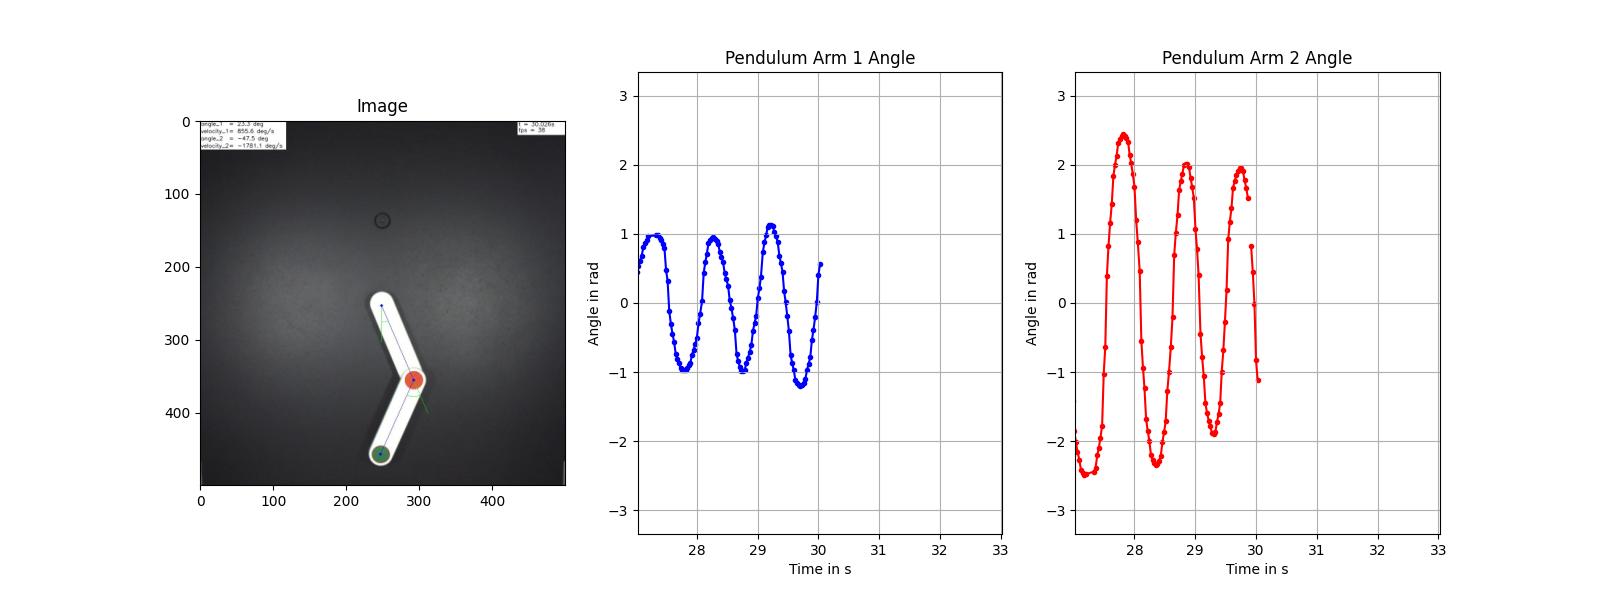 Image
angle_1 = 23.3 deg
velocity_1= 855.6 deg/s
angle_2 = -47.5 deg
velocity_2= -1781.1 deg/s
t = 30.026s
fps = 38
0
100
200
300
400
0 100 200 300 400
Pendulum Arm 1 Angle
Angle in rad
3
2
1
0
−1
−2
−3
28 29 30 31 32 33
Time in s
Pendulum Arm 2 Angle
Angle in rad
3
2
1
0
−1
−2
−3
28 29 30 31 32 33
Time in s